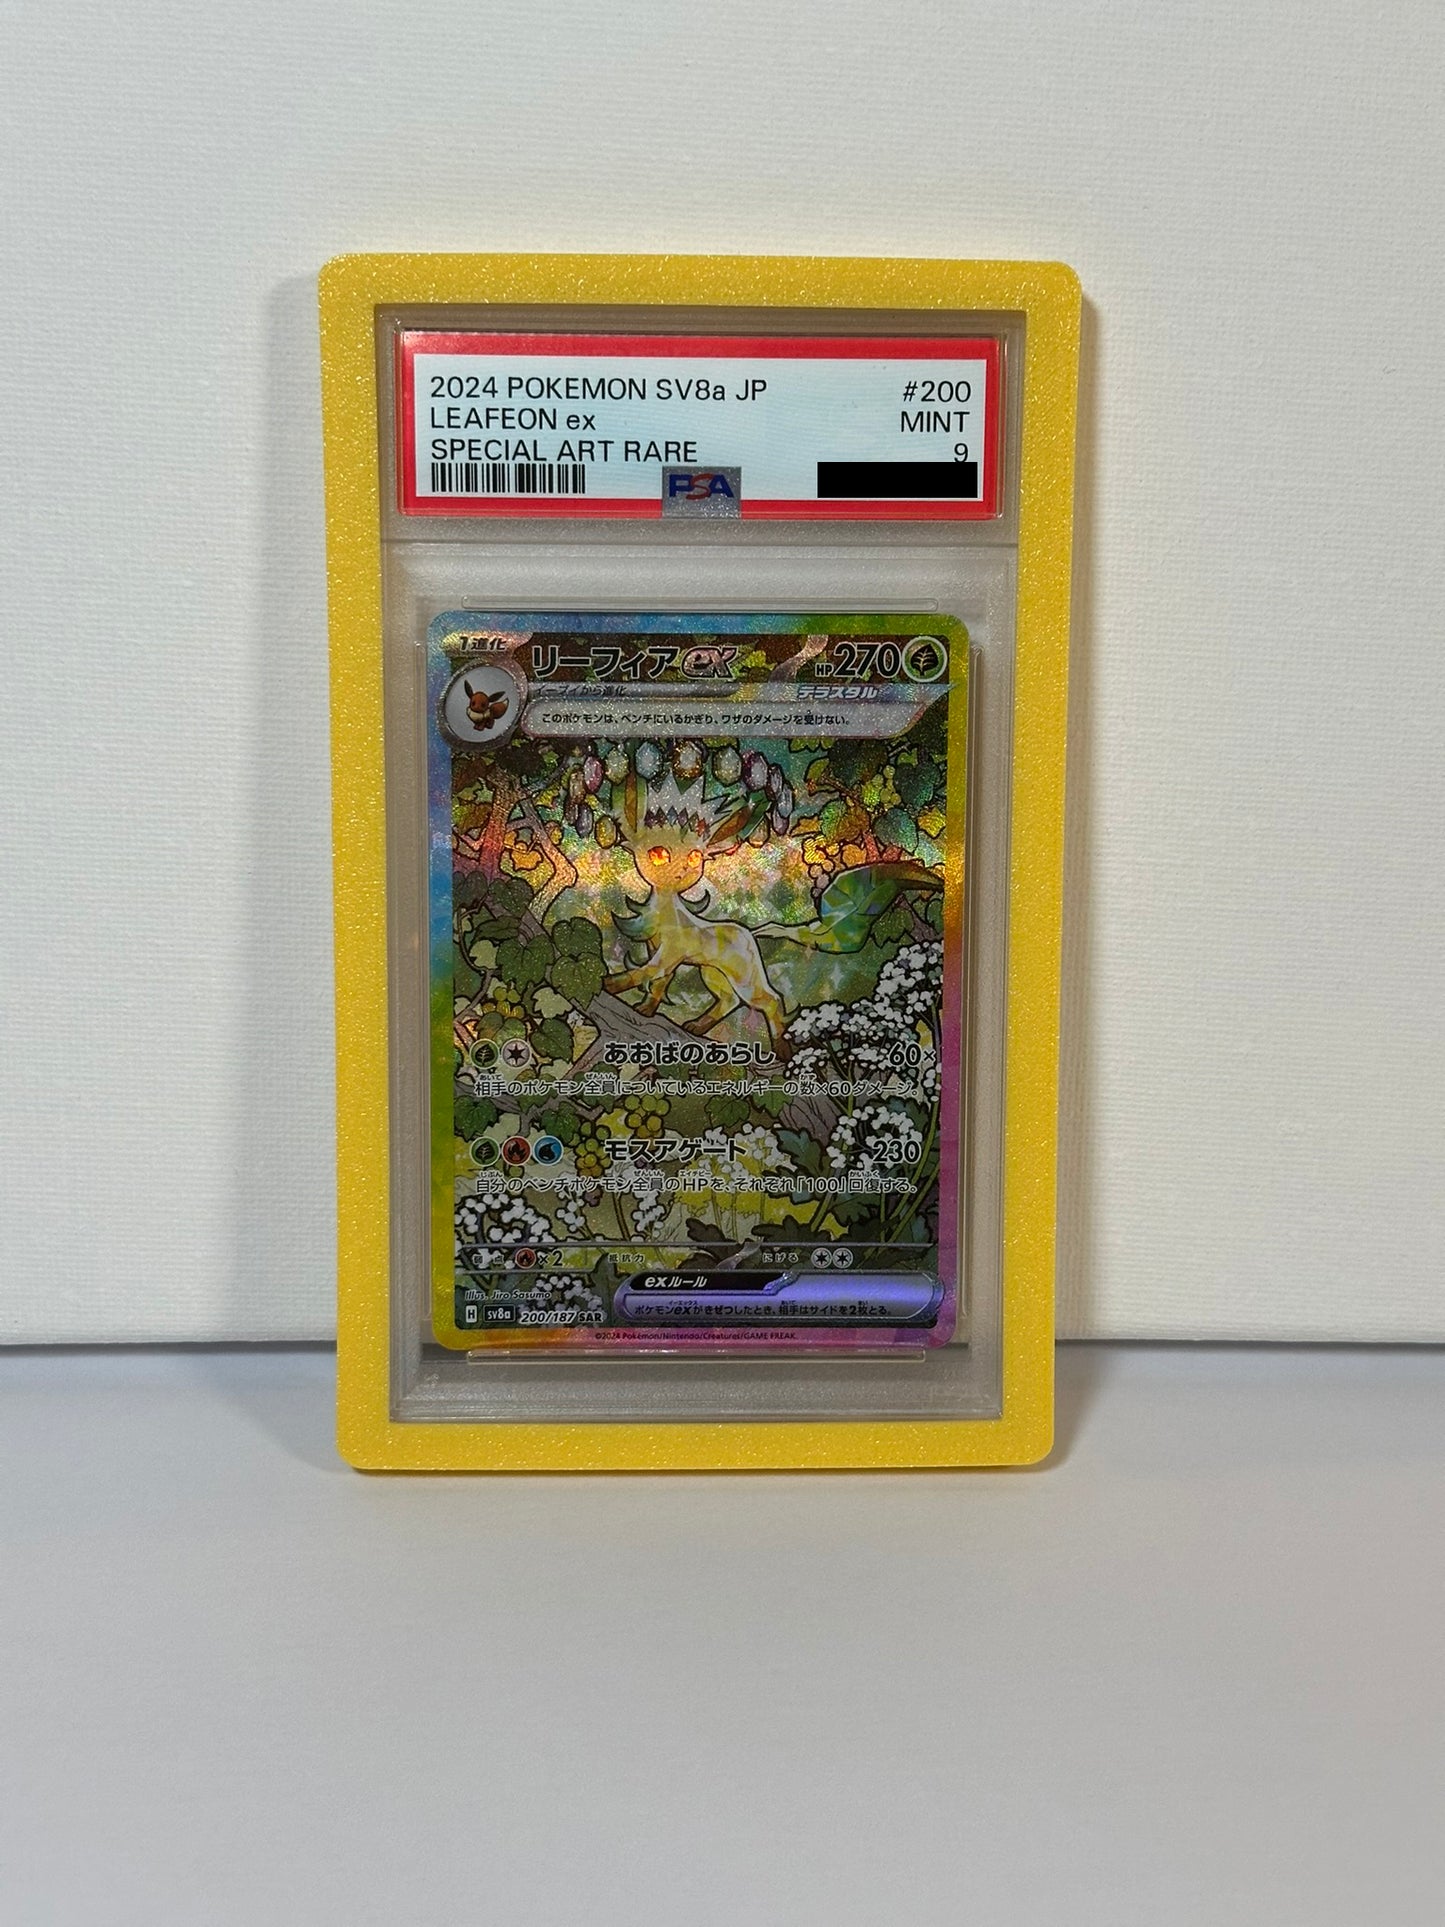 2024 POKEMON SV8a JP #200
LEAFEON ex MINT
SPECIAL ART RARE 9
PSA
1進化 リーフィアex HP270
イーブイから進化 テラスタル
このポケモンは、ベンチにいるかぎり、ワザのダメージを受けない。
あおばのあらし 60×
相手のポケモン全員についているエネルギーの数×60ダメージ。
モスアゲート 230
自分のベンチポケモン全員のHPを、それぞれ「100」回復する。
弱点 ×2 抵抗力 にげる
exルール
ポケモンexがきぜつしたとき、相手はサイドを2枚とる。
Illus. Jiro Sasumo
H sv8a 200/187 SAR
©2024 Pokémon/Nintendo/Creatures/GAME FREAK.